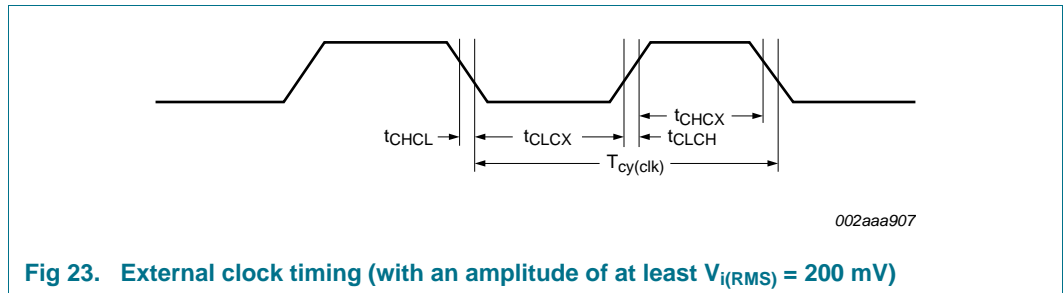 tCHCX
tCHCL tCLCX tCLCH
Tcy(clk)
002aaa907
Fig 23. External clock timing (with an amplitude of at least Vi(RMS) = 200 mV)